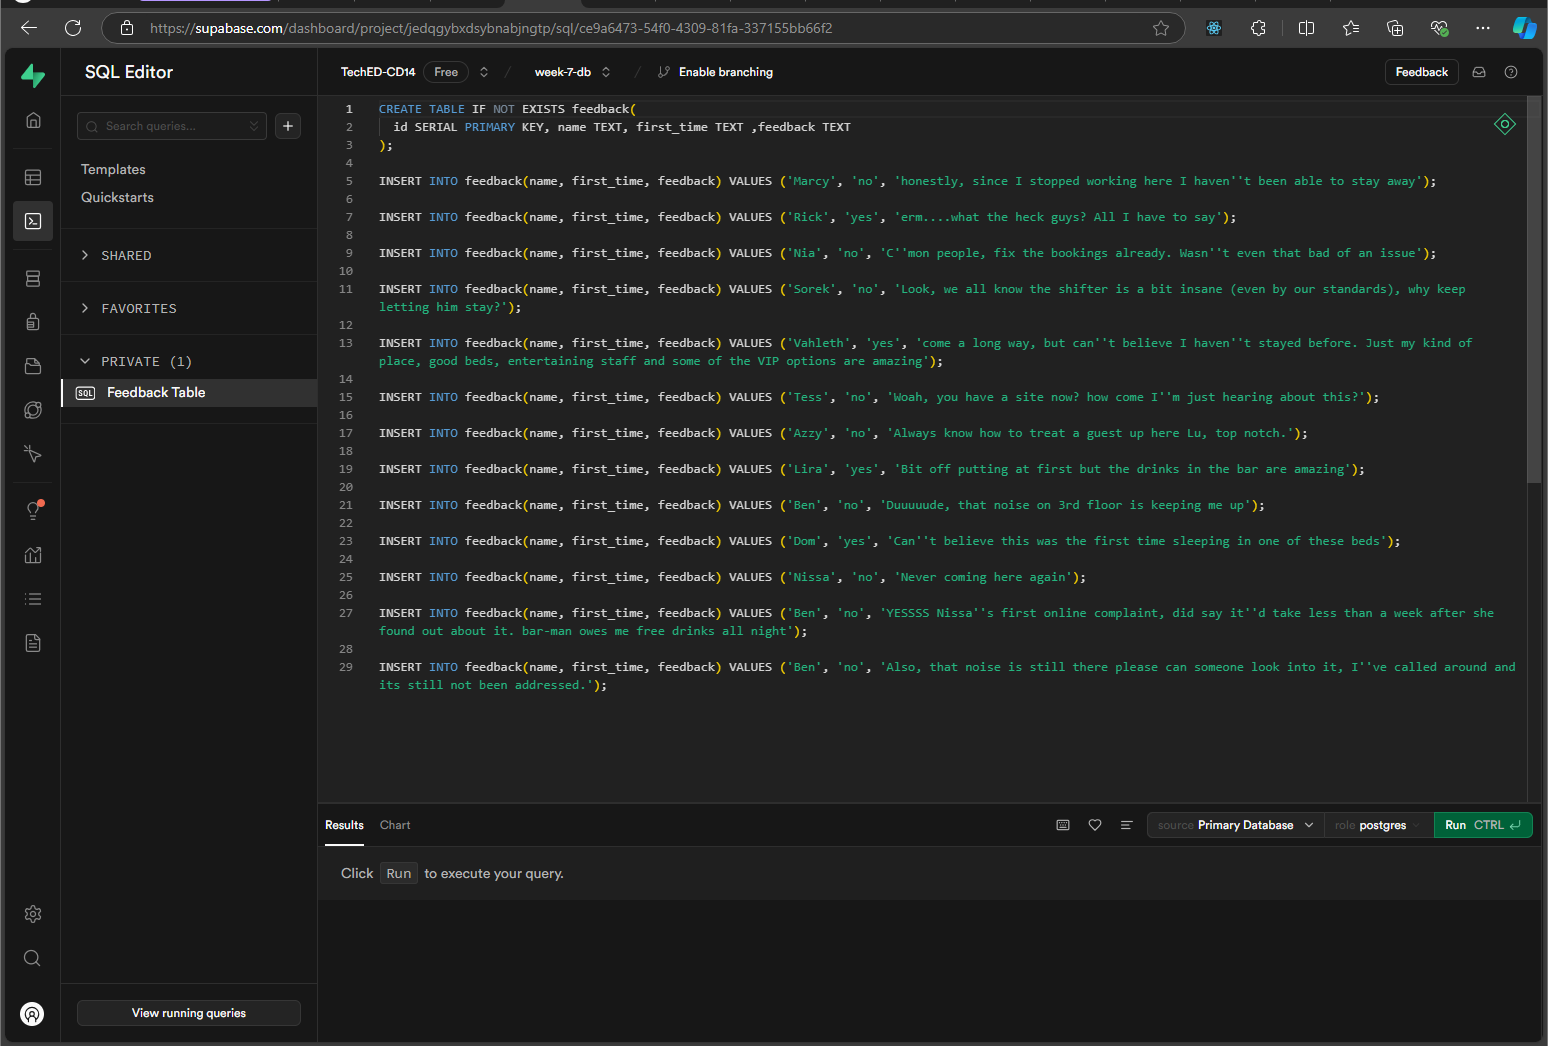 https://supabase.com/dashboard/project/jedqgybxdsybnabjngtp/sql/ce9a6473-54f0-4309-81fa-337155bb66f2
SQL Editor
TechED-CD14 Free / week-7-db / Enable branching
Feedback
Search queries...
Templates
Quickstarts
SHARED
FAVORITES
PRIVATE (1)
SQL Feedback Table
View running queries
1 CREATE TABLE IF NOT EXISTS feedback(
2 id SERIAL PRIMARY KEY, name TEXT, first_time TEXT ,feedback TEXT
3 );
4
5 INSERT INTO feedback(name, first_time, feedback) VALUES ('Marcy', 'no', 'honestly, since I stopped working here I haven''t been able to stay away');
6
7 INSERT INTO feedback(name, first_time, feedback) VALUES ('Rick', 'yes', 'erm....what the heck guys? All I have to say');
8
9 INSERT INTO feedback(name, first_time, feedback) VALUES ('Nia', 'no', 'C''mon people, fix the bookings already. Wasn''t even that bad of an issue');
10
11 INSERT INTO feedback(name, first_time, feedback) VALUES ('Sorek', 'no', 'Look, we all know the shifter is a bit insane (even by our standards), why keep
letting him stay?');
12
13 INSERT INTO feedback(name, first_time, feedback) VALUES ('Vahleth', 'yes', 'come a long way, but can''t believe I haven''t stayed before. Just my kind of
place, good beds, entertaining staff and some of the VIP options are amazing');
14
15 INSERT INTO feedback(name, first_time, feedback) VALUES ('Tess', 'no', 'Woah, you have a site now? how come I''m just hearing about this?');
16
17 INSERT INTO feedback(name, first_time, feedback) VALUES ('Azzy', 'no', 'Always know how to treat a guest up here Lu, top notch.');
18
19 INSERT INTO feedback(name, first_time, feedback) VALUES ('Lira', 'yes', 'Bit off putting at first but the drinks in the bar are amazing');
20
21 INSERT INTO feedback(name, first_time, feedback) VALUES ('Ben', 'no', 'Duuuuude, that noise on 3rd floor is keeping me up');
22
23 INSERT INTO feedback(name, first_time, feedback) VALUES ('Dom', 'yes', 'Can''t believe this was the first time sleeping in one of these beds');
24
25 INSERT INTO feedback(name, first_time, feedback) VALUES ('Nissa', 'no', 'Never coming here again');
26
27 INSERT INTO feedback(name, first_time, feedback) VALUES ('Ben', 'no', 'YESSSS Nissa''s first online complaint, did say it''d take less than a week after she
found out about it. bar-man owes me free drinks all night');
28
29 INSERT INTO feedback(name, first_time, feedback) VALUES ('Ben', 'no', 'Also, that noise is still there please can someone look into it, I''ve called around and
its still not been addressed.');
Results Chart
source Primary Database
role postgres
Run CTRL
Click Run to execute your query.